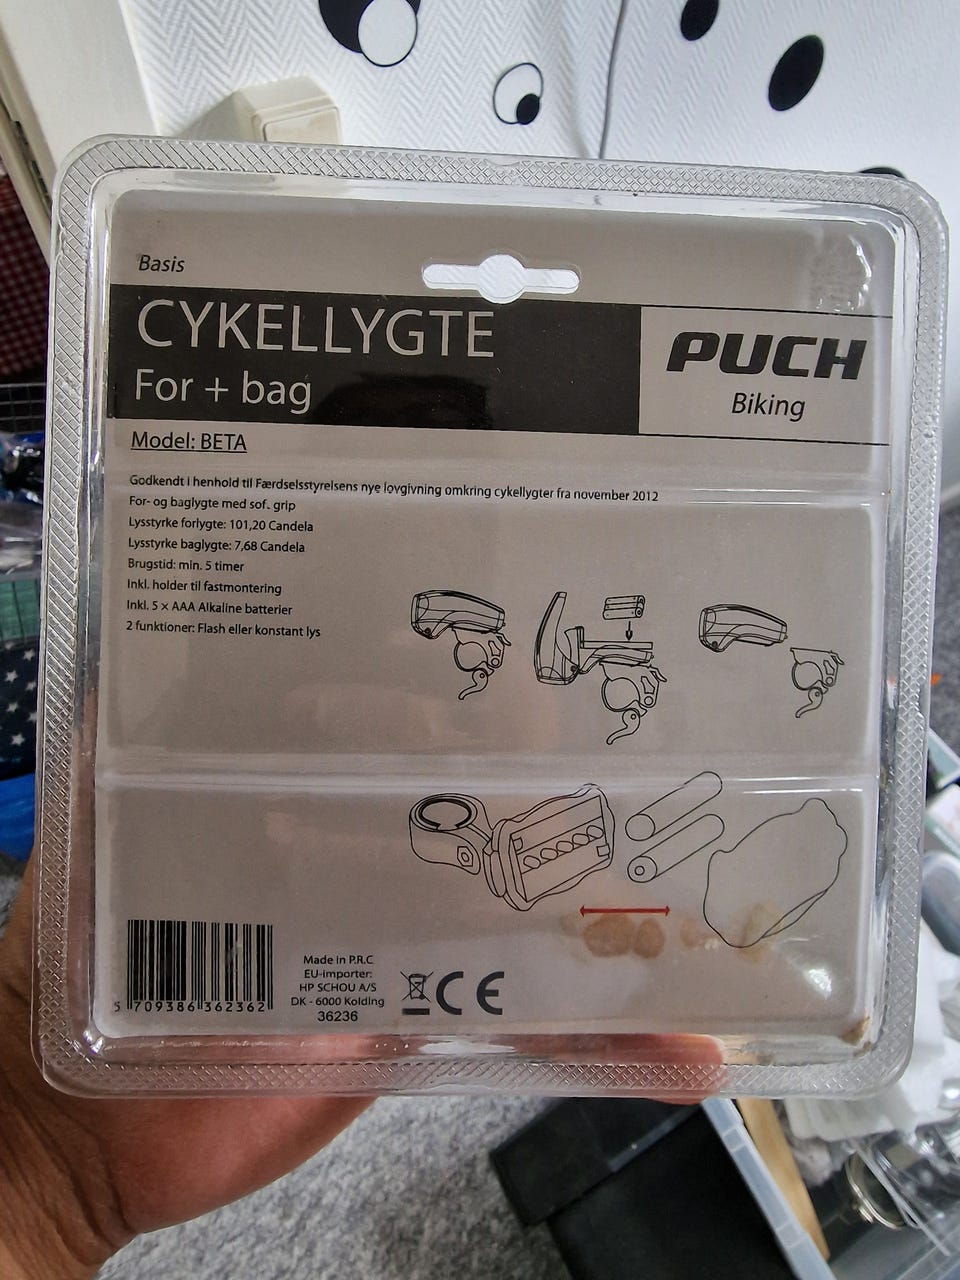 Basis
CYKELLYGTE
For + bag
PUCH
Biking
Model: BETA
Godkendt i henhold til Færdselsstyrelsens nye lovgivning omkring cykellygter fra november 2012
For- og baglygte med sof. grip
Lysstyrke forlygte: 101,20 Candela
Lysstyrke baglygte: 7,68 Candela
Brugstid: min. 5 timer
Inkl. holder til fastmontering
Inkl. 5 x AAA Alkaline batterier
2 funktioner: Flash eller konstant lys
5 709386 362362
Made in P.R.C
EU-importer:
HP SCHOU A/S
DK - 6000 Kolding
36236
CE